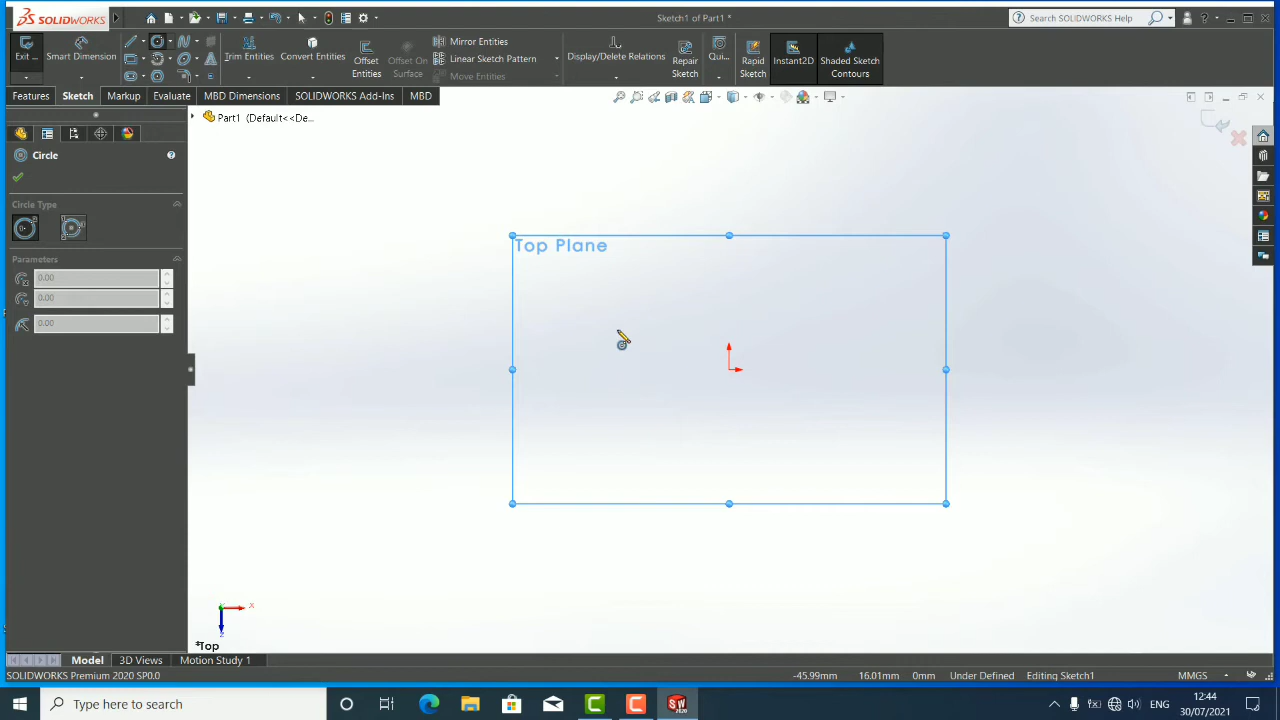 SOLIDWORKS
Sketch1 of Part1 *
Search SOLIDWORKS Help
Exit ...
Smart Dimension
Trim Entities
Convert Entities
Offset Entities
Offset On Surface
Mirror Entities
Linear Sketch Pattern
Move Entities
Display/Delete Relations
Repair Sketch
Qui...
Rapid Sketch
Instant2D
Shaded Sketch Contours
Features
Sketch
Markup
Evaluate
MBD Dimensions
SOLIDWORKS Add-Ins
MBD
Part1 (Default<<De...
Circle
Circle Type
Parameters
0.00
0.00
0.00
Top Plane
X
Z
*Top
Model
3D Views
Motion Study 1
SOLIDWORKS Premium 2020 SP0.0
-45.99mm
16.01mm
0mm
Under Defined
Editing Sketch1
MMGS
Type here to search
SW
2020
ENG
12:44
30/07/2021